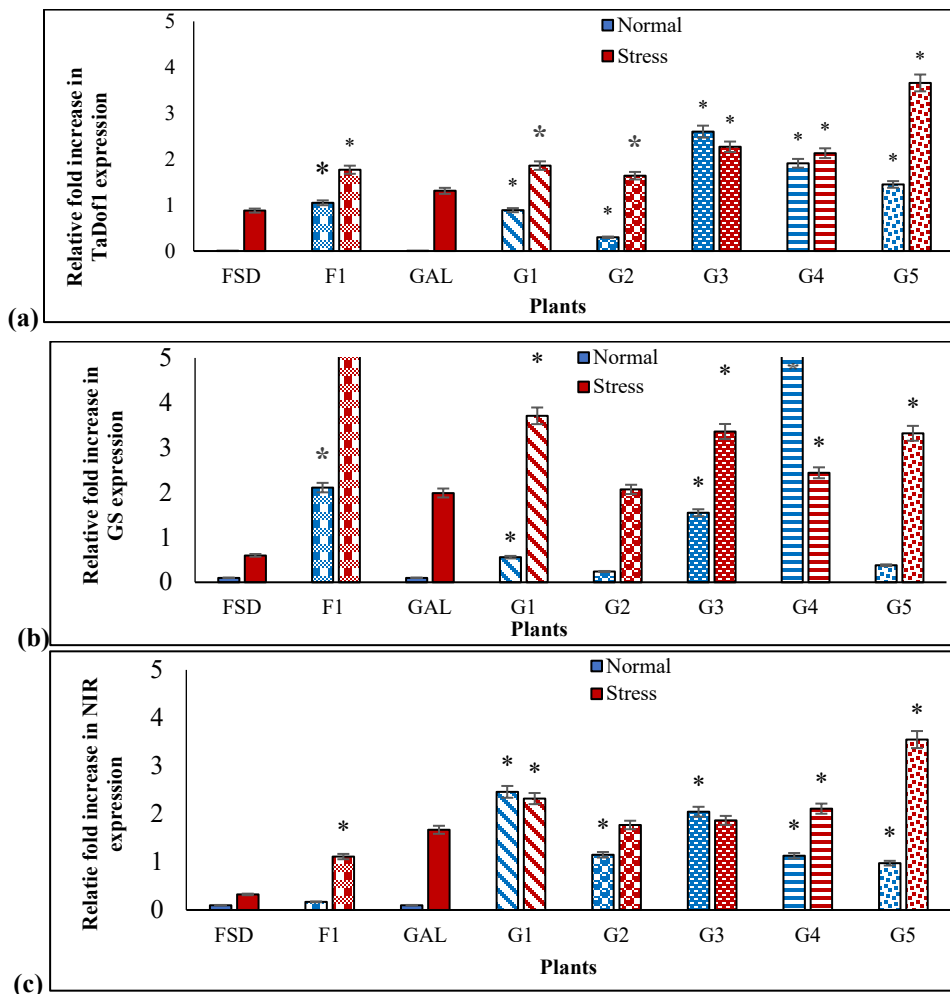 Relative fold increase in
TaDof1 expression
5
4
3
2
1
0
Normal
Stress
*
*
*
*
*
*
*
*
*
*
*
*
FSD F1 GAL G1 G2 G3 G4 G5
Plants
(a)
Relative fold increase in
GS expression
5
4
3
2
1
0
Normal
Stress
*
*
*
*
*
*
*
*
FSD F1 GAL G1 G2 G3 G4 G5
Plants
(b)
Relatie fold increase in NIR
expression
5
4
3
2
1
0
Normal
Stress
*
*
*
*
*
*
*
*
*
FSD F1 GAL G1 G2 G3 G4 G5
Plants
(c)